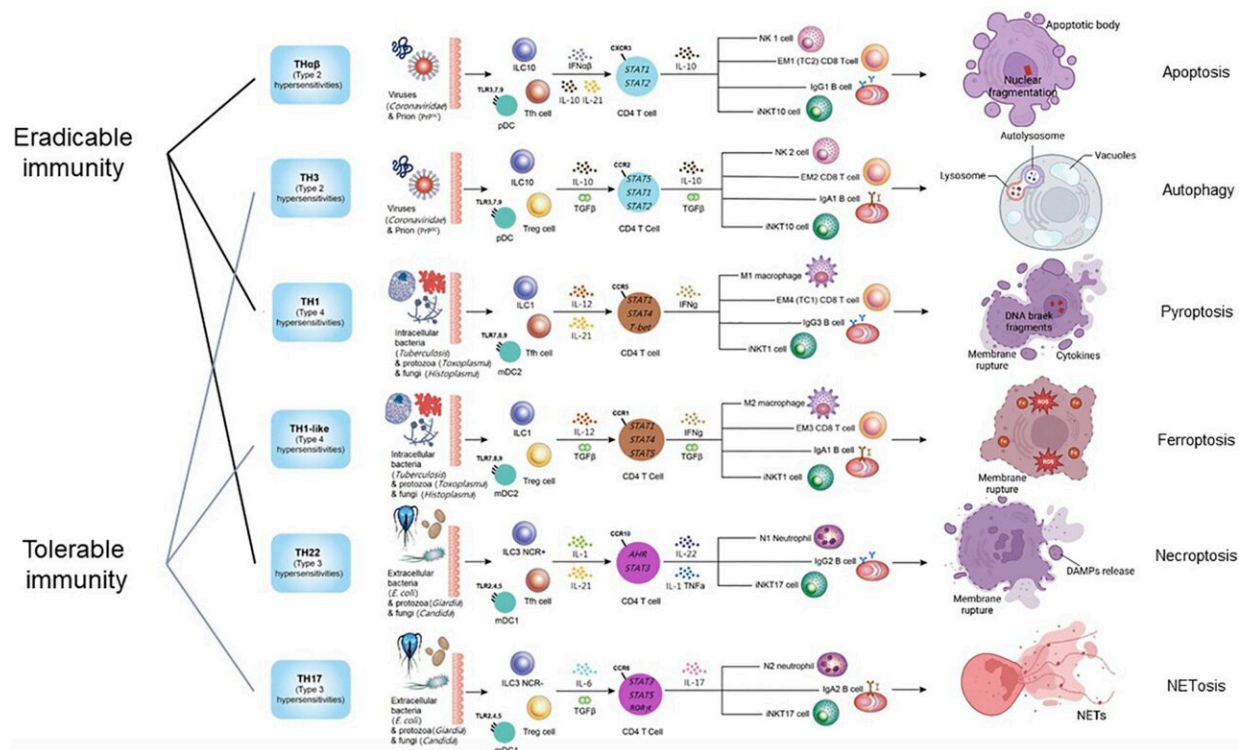 Eradicable
immunity
Tolerable
immunity
THαβ
(Type 2
hypersensitivities)
Viruses
(Coronaviridae)
& Prion (PrPˢᶜ)
TLR3,7,9
pDC
ILC10
Tfh cell
IFNαβ
IL-10 IL-21
CXCR3
STAT1
STAT2
CD4 T cell
IL-10
NK 1 cell
EM1 (TC2) CD8 Tcell
IgG1 B cell
iNKT10 cell
Apoptotic body
Nuclear
fragmentation
Apoptosis
TH3
(Type 2
hypersensitivities)
Viruses
(Coronaviridae)
& Prion (PrPˢᶜ)
TLR3,7,9
pDC
ILC10
Treg cell
IL-10
TGFβ
CCR2
STAT5
STAT1
STAT2
CD4 T Cell
IL-10
TGFβ
NK 2 cell
EM2 CD8 T cell
IgA1 B cell
iNKT10 cell
Autolysosome
Vacuoles
Lysosome
Autophagy
TH1
(Type 4
hypersensitivities)
Intracellular
bacteria
(Tuberculosis)
& protozoa (Toxoplasma)
& fungi (Histoplasma)
TLR7,8,9
mDC2
ILC1
Tfh cell
IL-12
IL-21
CCR5
STAT1
STAT4
T-bet
CD4 T cell
IFNg
M1 macrophage
EM4 (TC1) CD8 T cell
IgG3 B cell
iNKT1 cell
DNA braek
fragments
Membrane
rupture
Cytokines
Pyroptosis
TH1-like
(Type 4
hypersensitivities)
Intracellular
bacteria
(Tuberculosis)
& protozoa (Toxoplasma)
& fungi (Histoplasma)
TLR7,8,9
mDC2
ILC1
Treg cell
IL-12
TGFβ
CCR1
STAT1
STAT4
STAT5
CD4 T Cell
IFNg
TGFβ
M2 macrophage
EM3 CD8 T cell
IgA1 B cell
iNKT1 cell
ROS
Fe
Fe
Fe
Fe
ROS
Membrane
rupture
Ferroptosis
TH22
(Type 3
hypersensitivities)
Extracellular
bacteria
(E. coli)
& protozoa(Giardia)
& fungi (Candida)
TLR2,4,5
mDC1
ILC3 NCR+
Tfh cell
IL-1
IL-21
CCR10
AHR
STAT3
CD4 T Cell
IL-22
IL-1 TNFa
N1 Neutrophil
IgG2 B cell
iNKT17 cell
DAMPs release
Membrane
rupture
Necroptosis
TH17
(Type 3
hypersensitivities)
Extracellular
bacteria
(E. coli)
& protozoa(Giardia)
& fungi (Candida)
TLR2,4,5
mDC1
ILC3 NCR-
Treg cell
IL-6
TGFβ
CCR6
STAT3
STAT5
RORγt
CD4 T Cell
IL-17
N2 neutrophil
IgA2 B cell
iNKT17 cell
NETs
NETosis